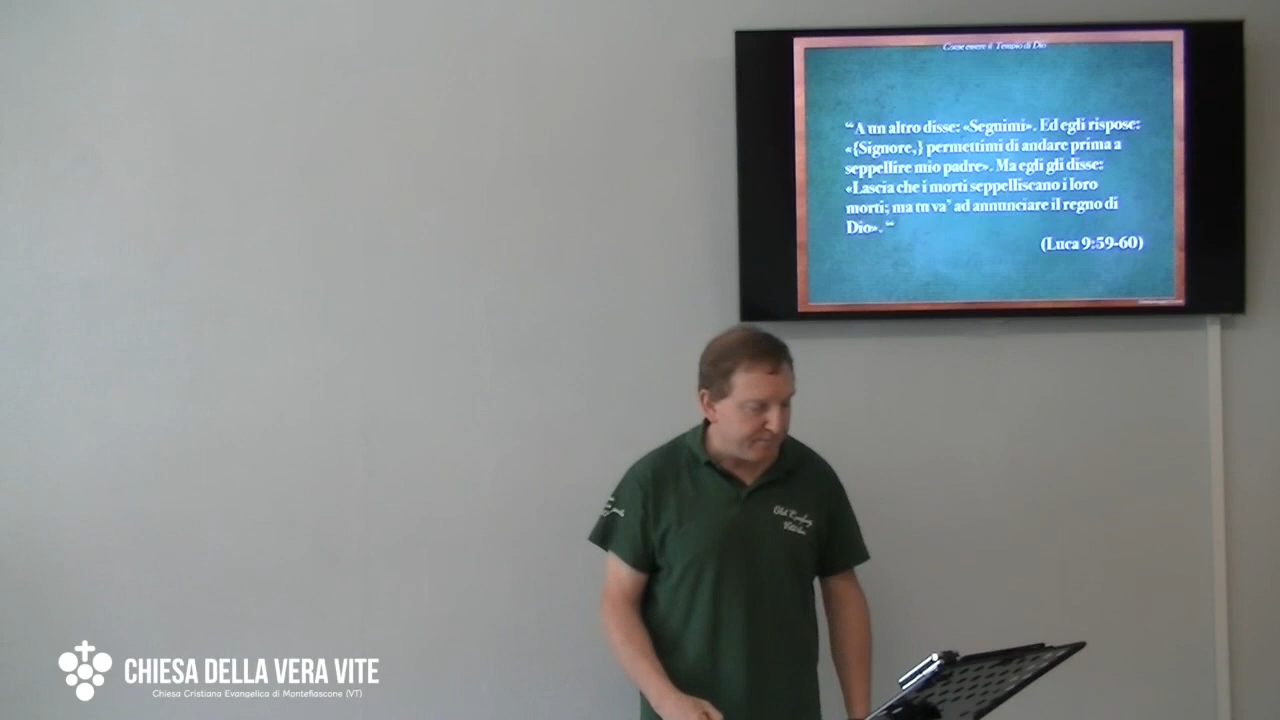 Come essere il Tempio di Dio
“A un altro disse: «Seguimi». Ed egli rispose:
«{Signore,} permettimi di andare prima a
seppellire mio padre». Ma egli gli disse:
«Lascia che i morti seppelliscano i loro
morti; ma tu va’ ad annunciare il regno di
Dio». “
(Luca 9:59-60)
CHIESA DELLA VERA VITE
Chiesa Cristiana Evangelica di Montefiascone (VT)